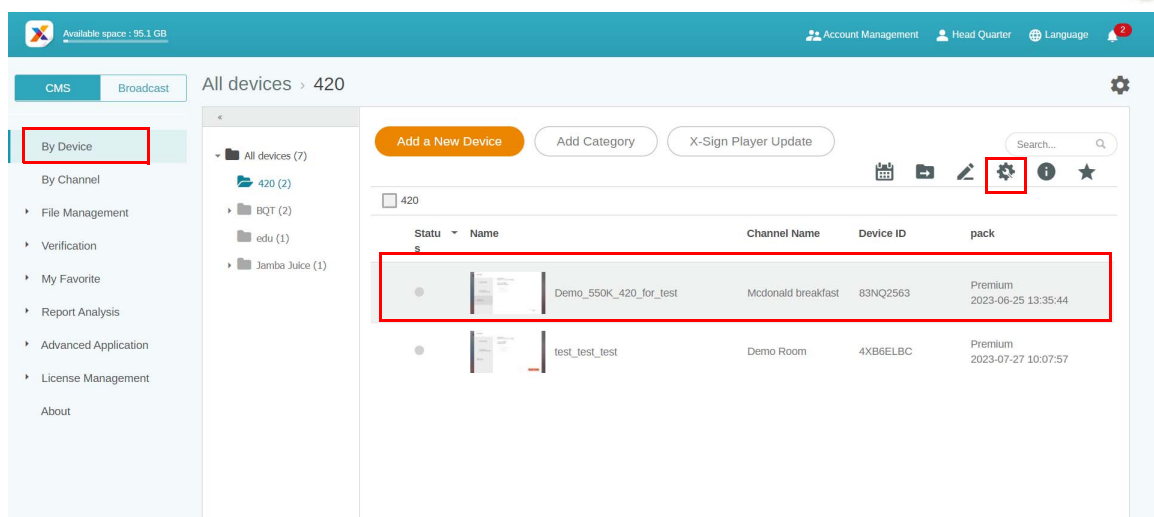 Available space : 95.1 GB
Account Management
Head Quarter
Language
2
CMS
Broadcast
All devices › 420
By Device
By Channel
File Management
Verification
My Favorite
Report Analysis
Advanced Application
License Management
About
«
All devices (7)
420 (2)
BQT (2)
edu (1)
Jamba Juice (1)
Add a New Device
Add Category
X-Sign Player Update
Search...
420
Statu
s
Name
Channel Name
Device ID
pack
Demo_550K_420_for_test
Mcdonald breakfast
83NQ2563
Premium
2023-06-25 13:35:44
test_test_test
Demo Room
4XB6ELBC
Premium
2023-07-27 10:07:57